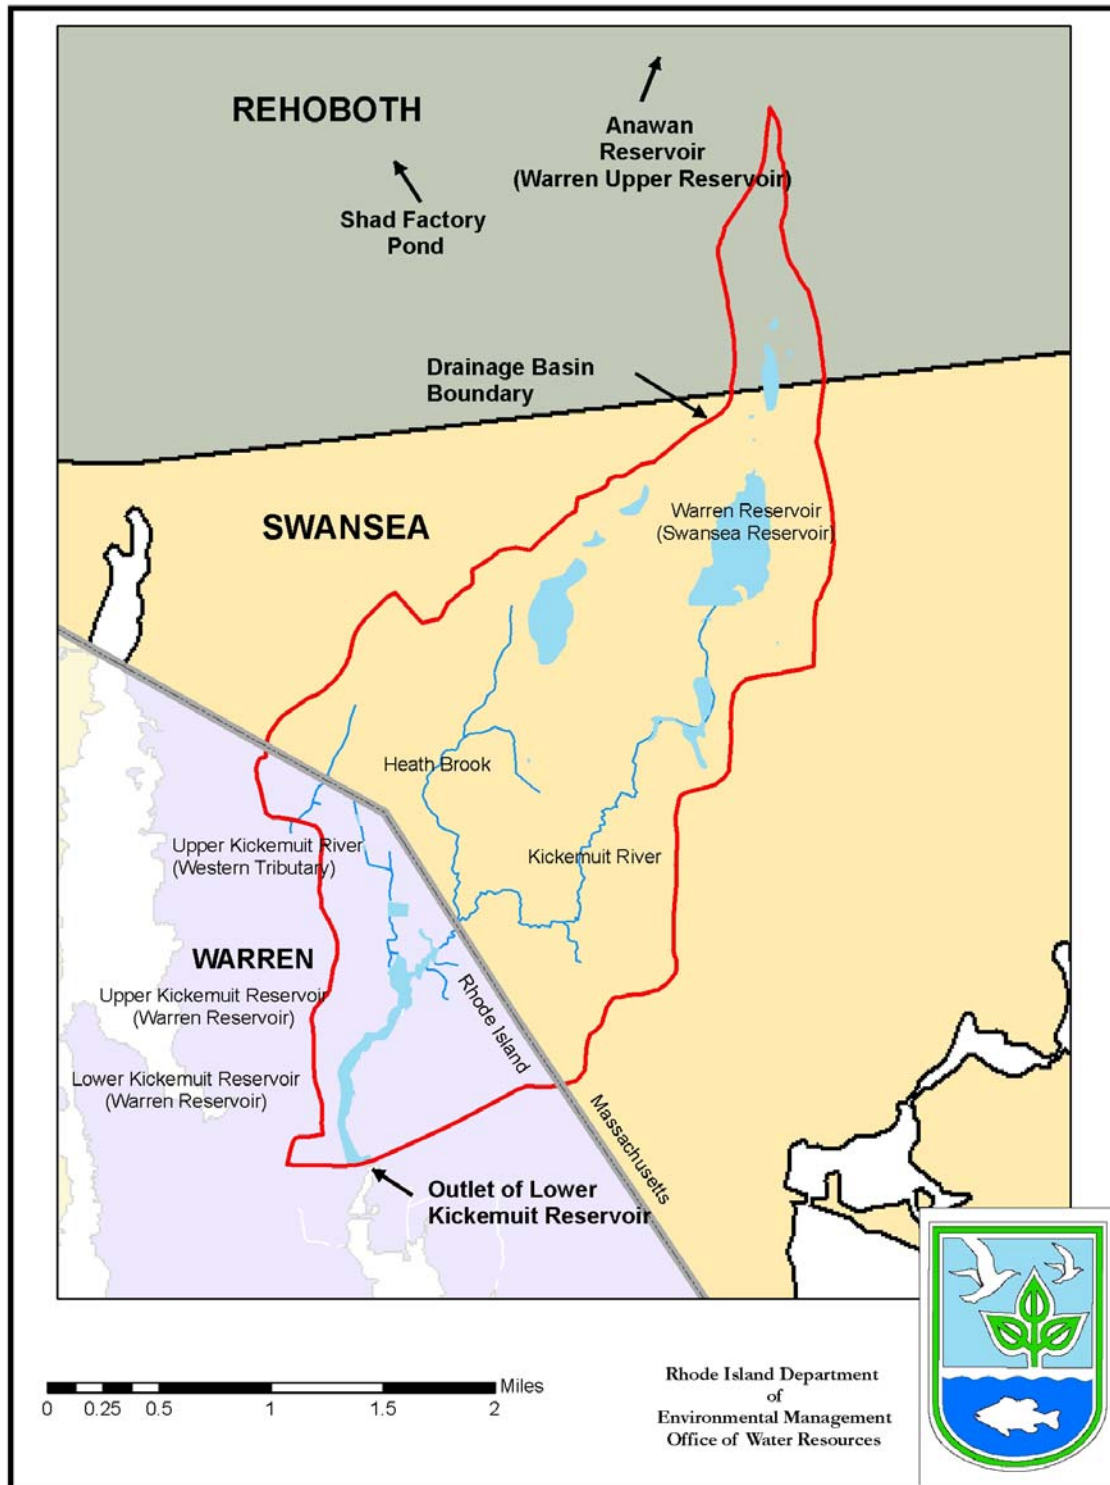 REHOBOTH
Anawan
Reservoir
(Warren Upper Reservoir)
Shad Factory
Pond
Drainage Basin
Boundary
SWANSEA
Warren Reservoir
(Swansea Reservoir)
Heath Brook
Upper Kickemuit River
(Western Tributary)
Kickemuit River
WARREN
Upper Kickemuit Reservoir
(Warren Reservoir)
Rhode Island
Lower Kickemuit Reservoir
(Warren Reservoir)
Massachusetts
Outlet of Lower
Kickemuit Reservoir
Miles
0 0.25 0.5 1 1.5 2
Rhode Island Department
of
Environmental Management
Office of Water Resources